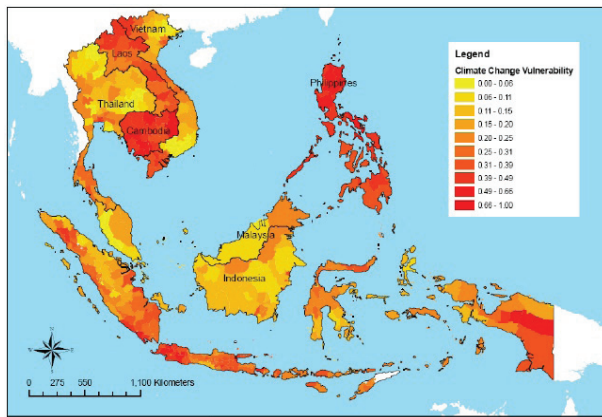 Vietnam
Laos
Thailand
Cambodia
Philippines
Malaysia
Indonesia
Legend
Climate Change Vulnerability
0.00 - 0.06
0.06 - 0.11
0.11 - 0.15
0.15 - 0.20
0.20 - 0.25
0.25 - 0.31
0.31 - 0.39
0.39 - 0.49
0.49 - 0.66
0.66 - 1.00
0 275 550 1,100 Kilometers